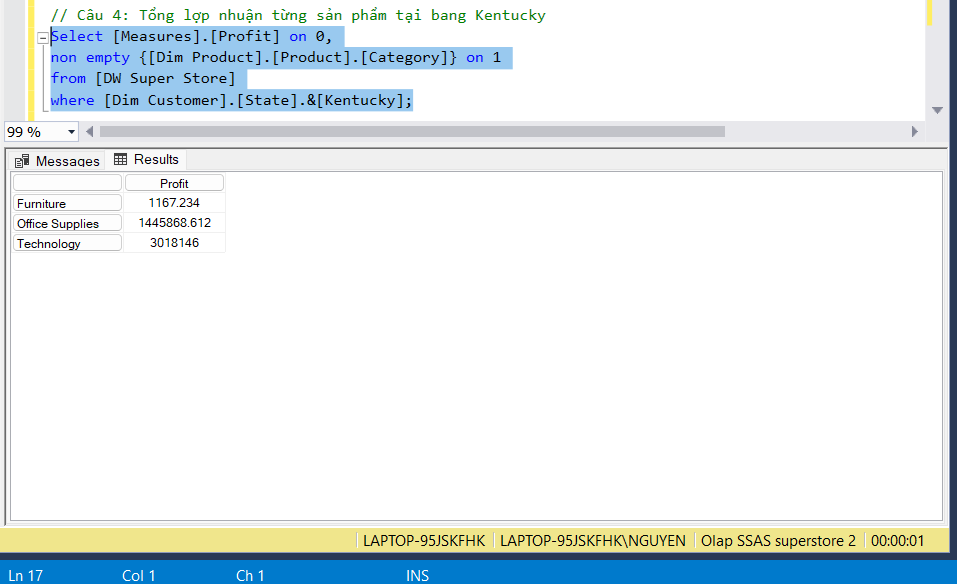 // Câu 4: Tổng lợp nhuận từng sản phẩm tại bang Kentucky
Select [Measures].[Profit] on 0,
non empty {[Dim Product].[Product].[Category]} on 1
from [DW Super Store]
where [Dim Customer].[State].&[Kentucky];
99 %
Messages Results
Profit
Furniture 1167.234
Office Supplies 1445868.612
Technology 3018146
LAPTOP-95JSKFHK LAPTOP-95JSKFHK\NGUYEN Olap SSAS superstore 2 00:00:01
Ln 17 Col 1 Ch 1 INS